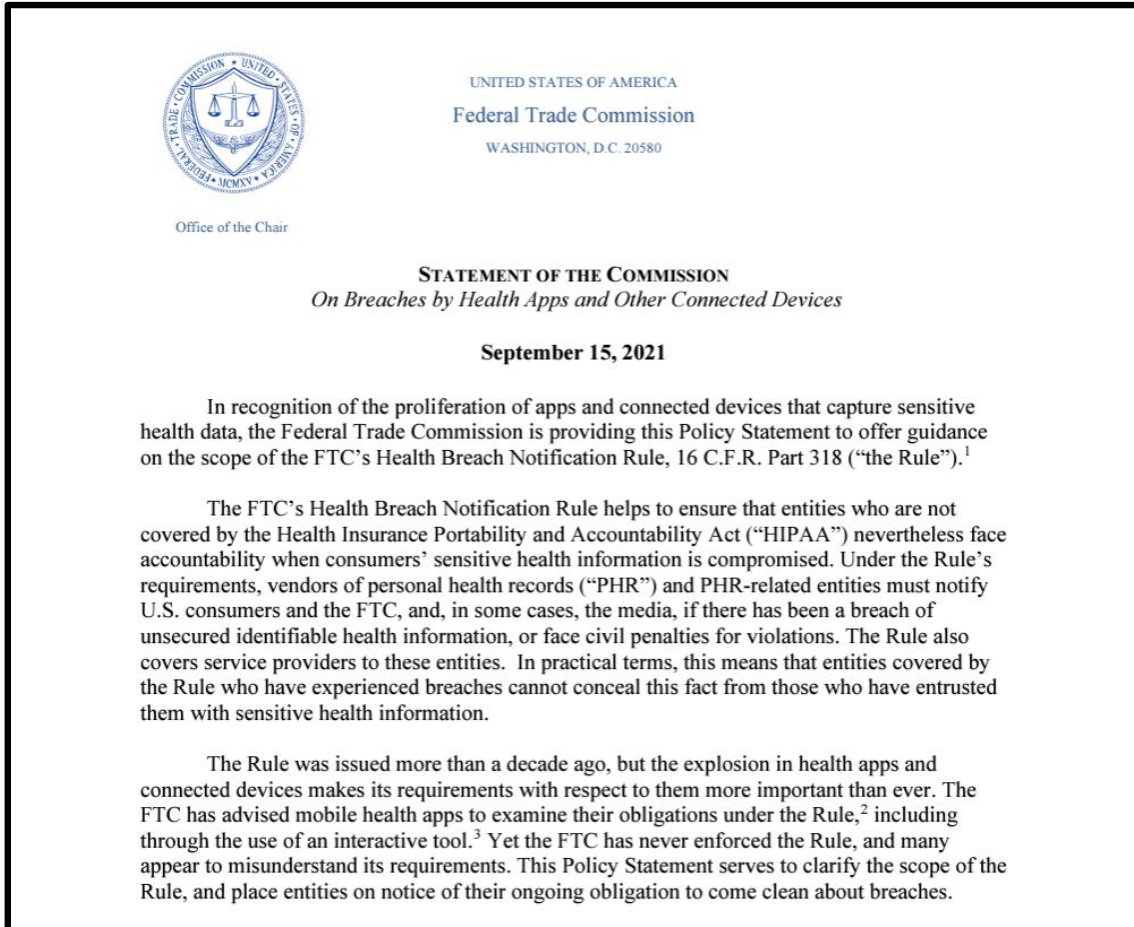 FEDERAL TRADE COMMISSION • UNITED STATES OF AMERICA • MCMXV
UNITED STATES OF AMERICA
Federal Trade Commission
WASHINGTON, D.C. 20580
Office of the Chair
STATEMENT OF THE COMMISSION
On Breaches by Health Apps and Other Connected Devices
September 15, 2021
In recognition of the proliferation of apps and connected devices that capture sensitive
health data, the Federal Trade Commission is providing this Policy Statement to offer guidance
on the scope of the FTC’s Health Breach Notification Rule, 16 C.F.R. Part 318 (“the Rule”).¹
The FTC’s Health Breach Notification Rule helps to ensure that entities who are not
covered by the Health Insurance Portability and Accountability Act (“HIPAA”) nevertheless face
accountability when consumers’ sensitive health information is compromised. Under the Rule’s
requirements, vendors of personal health records (“PHR”) and PHR-related entities must notify
U.S. consumers and the FTC, and, in some cases, the media, if there has been a breach of
unsecured identifiable health information, or face civil penalties for violations. The Rule also
covers service providers to these entities.  In practical terms, this means that entities covered by
the Rule who have experienced breaches cannot conceal this fact from those who have entrusted
them with sensitive health information.
The Rule was issued more than a decade ago, but the explosion in health apps and
connected devices makes its requirements with respect to them more important than ever. The
FTC has advised mobile health apps to examine their obligations under the Rule,² including
through the use of an interactive tool.³ Yet the FTC has never enforced the Rule, and many
appear to misunderstand its requirements. This Policy Statement serves to clarify the scope of the
Rule, and place entities on notice of their ongoing obligation to come clean about breaches.